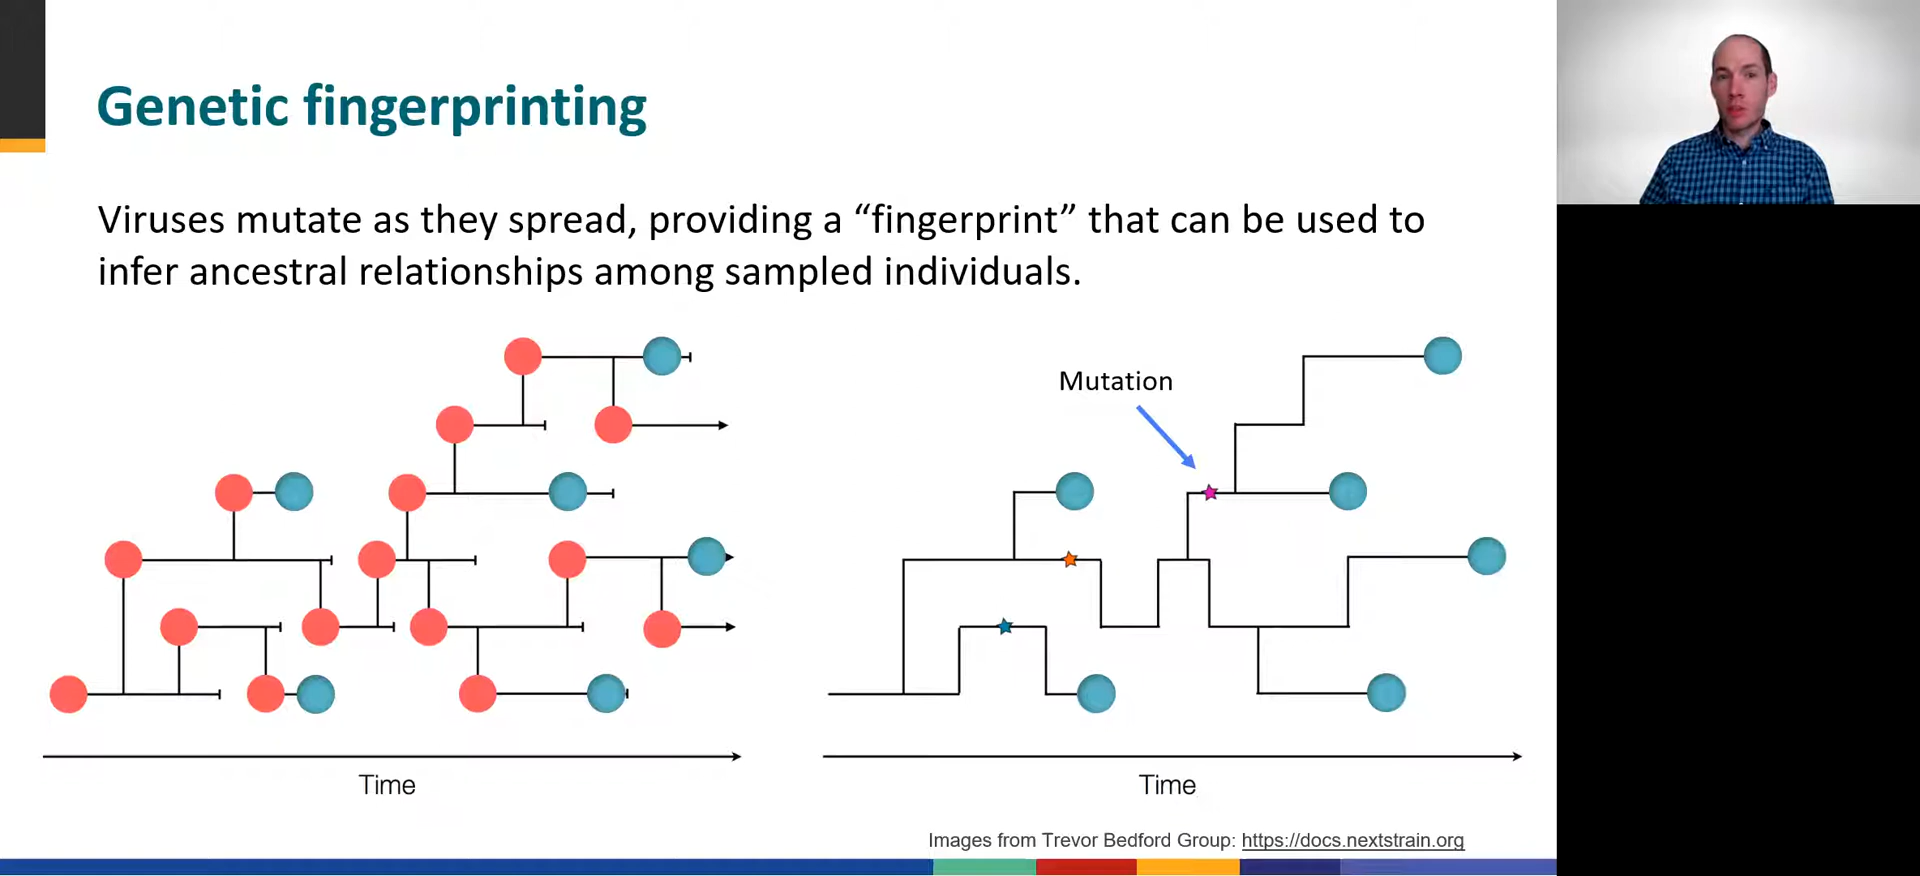 Genetic fingerprinting
Viruses mutate as they spread, providing a “fingerprint” that can be used to
infer ancestral relationships among sampled individuals.
Mutation
Time
Time
Images from Trevor Bedford Group: https://docs.nextstrain.org